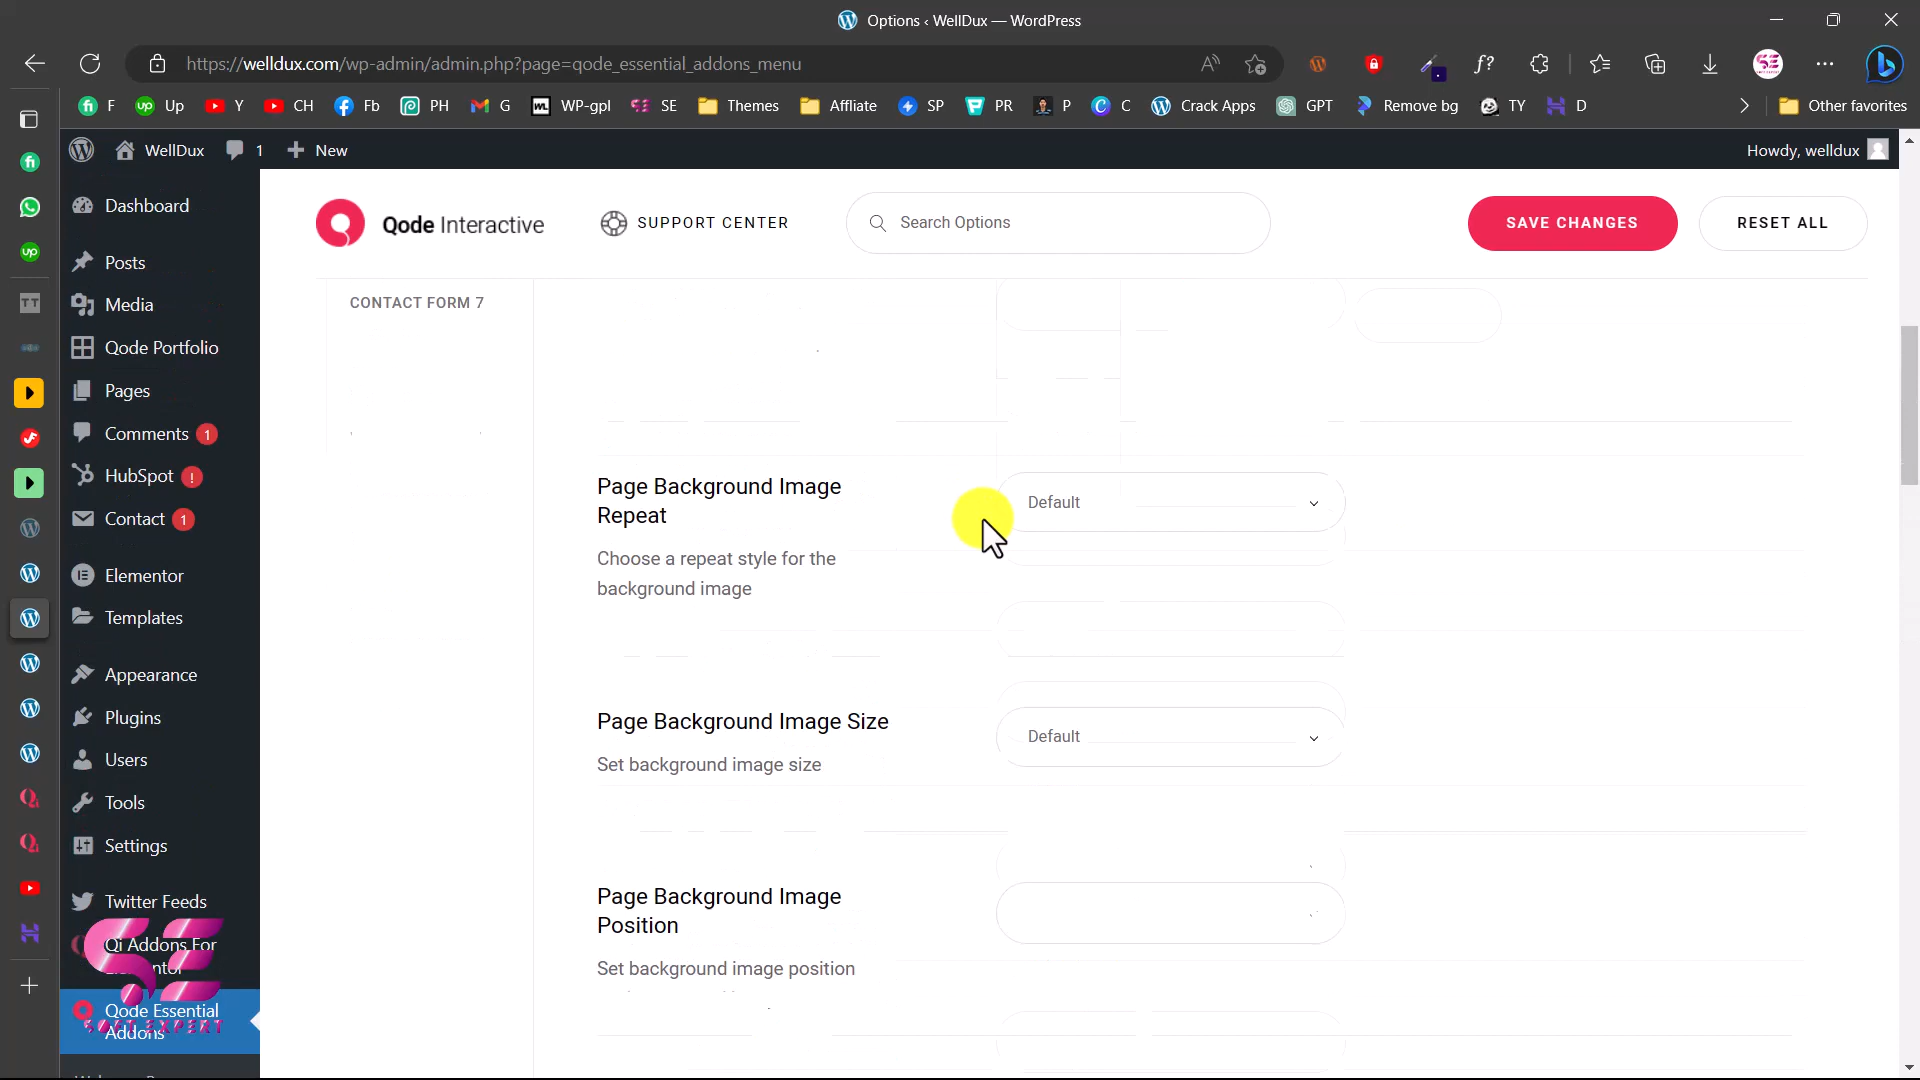 Options ‹ WellDux — WordPress
https://welldux.com/wp-admin/admin.php?page=qode_essential_addons_menu
F Up Y CH Fb PH G WP-gpl SE Themes Affliate SP PR P C Crack Apps GPT Remove bg TY D Other favorites
WellDux 1 New Howdy, welldux
Dashboard
Posts
Media
Qode Portfolio
Pages
Comments 1
HubSpot !
Contact 1
Elementor
Templates
Appearance
Plugins
Users
Tools
Settings
Twitter Feeds
Qi Addons For
Qode Essential
Addons
SOFT EXPERT
Qode Interactive
SUPPORT CENTER
Search Options
SAVE CHANGES
RESET ALL
CONTACT FORM 7
Page Background Image
Repeat
Choose a repeat style for the
background image
Default
Page Background Image Size
Set background image size
Default
Page Background Image
Position
Set background image position